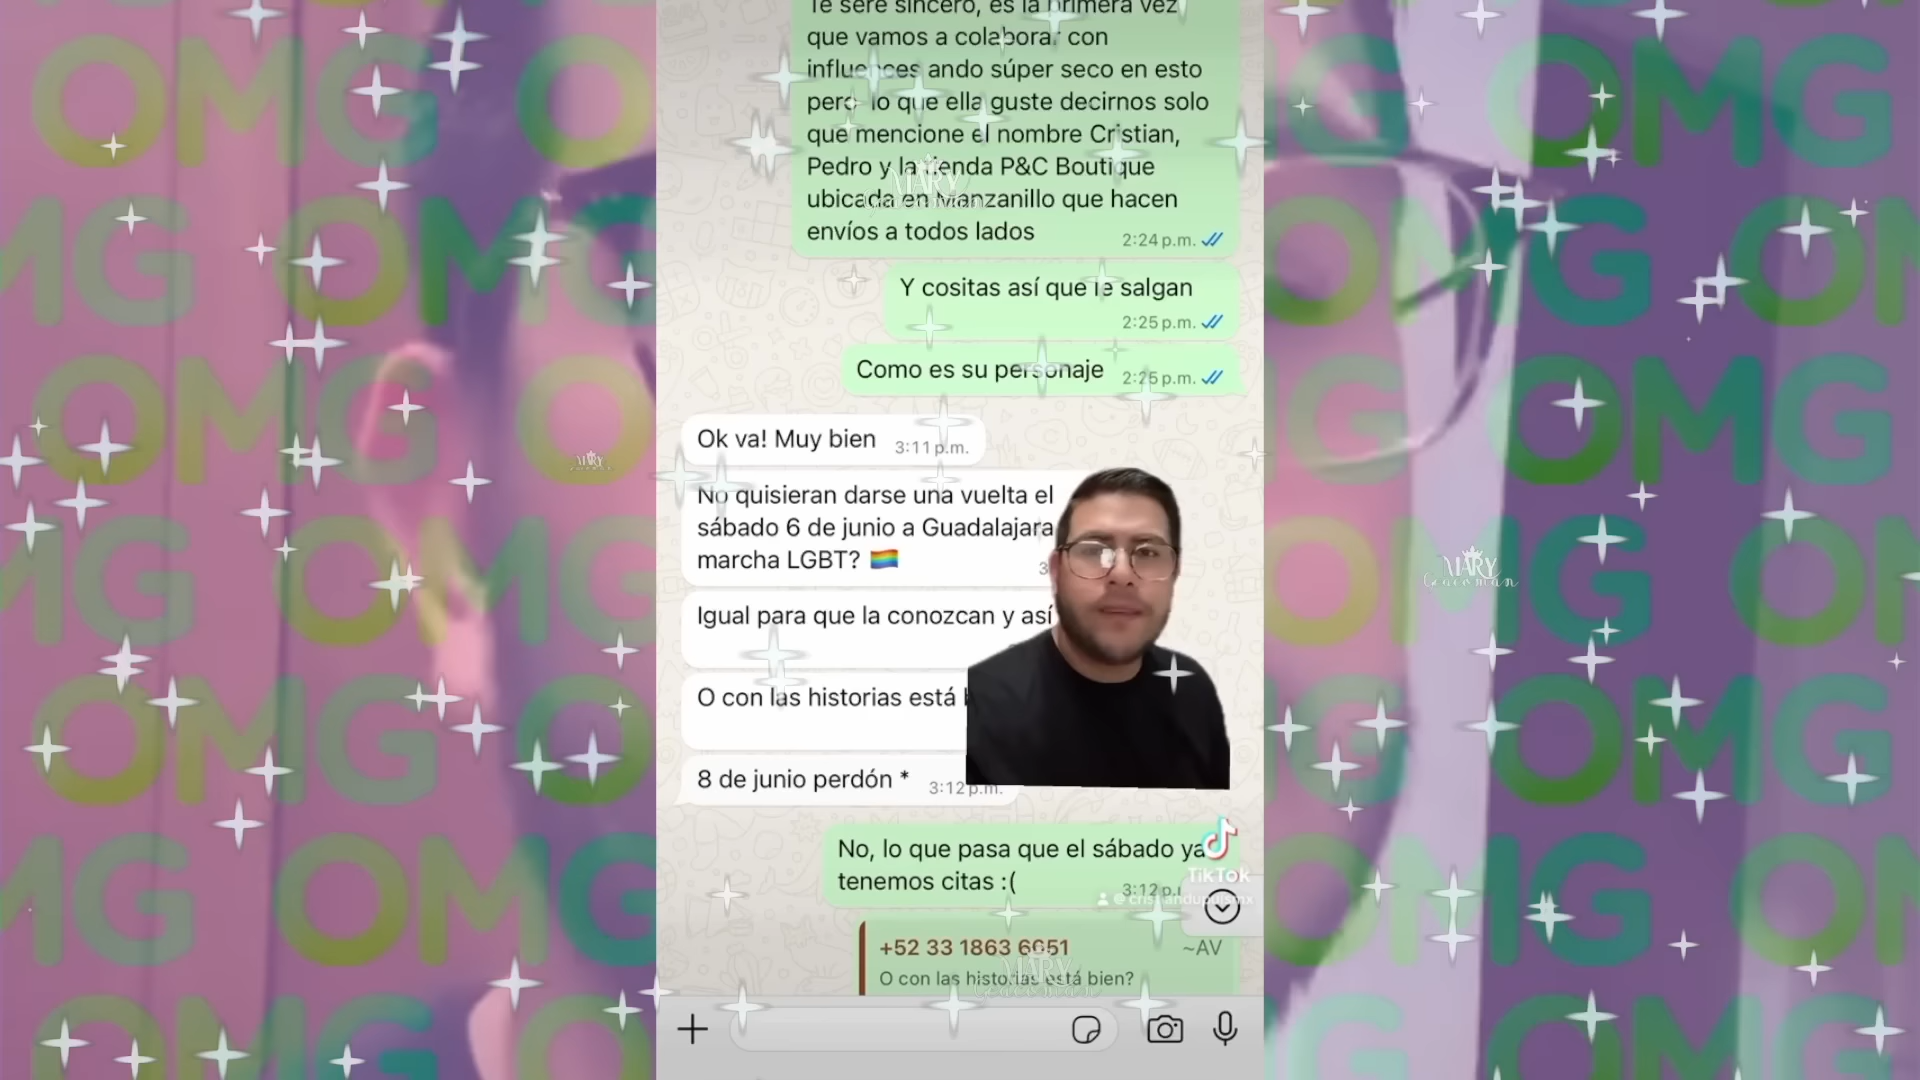 Te seré sincero, es la primera vez
que vamos a colaborar con
influences ando súper seco en esto
pero lo que ella guste decirnos solo
que mencione el nombre Cristian,
Pedro y la tienda P&C Boutique
ubicada en Manzanillo que hacen
envíos a todos lados
2:24 p.m.
Y cositas así que le salgan
2:25 p.m.
Como es su personaje
2:25 p.m.
Ok va! Muy bien
3:11 p.m.
No quisieran darse una vuelta el
sábado 6 de junio a Guadalajara
marcha LGBT? 🏳️‍🌈
3
Igual para que la conozcan y así
O con las historias está
8 de junio perdón *
3:12 p.m.
No, lo que pasa que el sábado ya
tenemos citas :(
3:12 p.
TikTok
+52 33 1863 6651
~AV
O con las historias está bien?
MARY
OMG